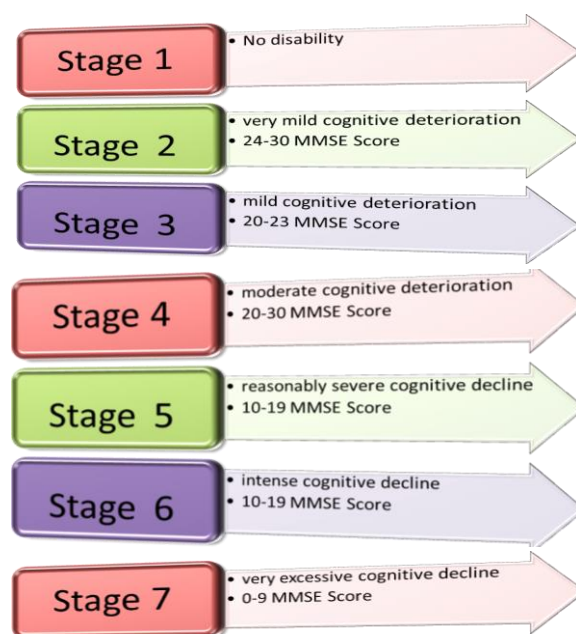 Stage 1
• No disability
Stage 2
• very mild cognitive deterioration
• 24-30 MMSE Score
Stage 3
• mild cognitive deterioration
• 20-23 MMSE Score
Stage 4
• moderate cognitive deterioration
• 20-30 MMSE Score
Stage 5
• reasonably severe cognitive decline
• 10-19 MMSE Score
Stage 6
• intense cognitive decline
• 10-19 MMSE Score
Stage 7
• very excessive cognitive decline
• 0-9 MMSE Score